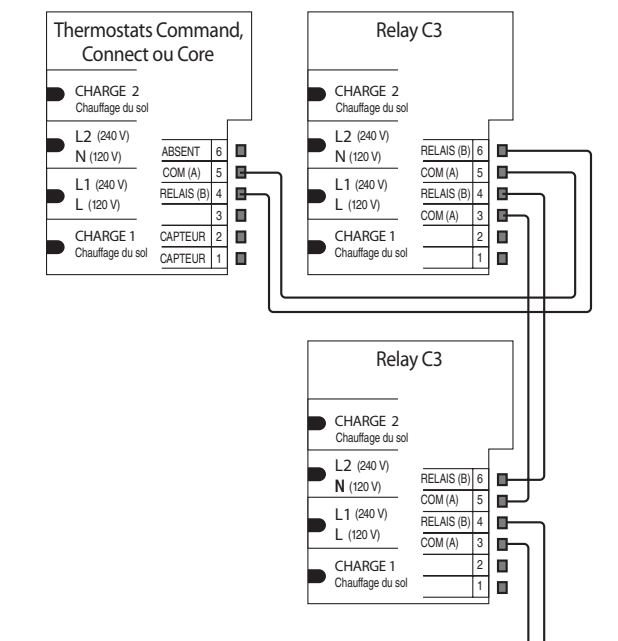 Thermostats Command,
Connect ou Core
CHARGE 2
Chauffage du sol
L2 (240 V)
N (120 V)
L1 (240 V)
L (120 V)
CHARGE 1
Chauffage du sol
ABSENT 6
COM (A) 5
RELAIS (B) 4
3
CAPTEUR 2
CAPTEUR 1
Relay C3
CHARGE 2
Chauffage du sol
L2 (240 V)
N (120 V)
L1 (240 V)
L (120 V)
CHARGE 1
Chauffage du sol
RELAIS (B) 6
COM (A) 5
RELAIS (B) 4
COM (A) 3
2
1
Relay C3
CHARGE 2
Chauffage du sol
L2 (240 V)
N (120 V)
L1 (240 V)
L (120 V)
CHARGE 1
Chauffage du sol
RELAIS (B) 6
COM (A) 5
RELAIS (B) 4
COM (A) 3
2
1